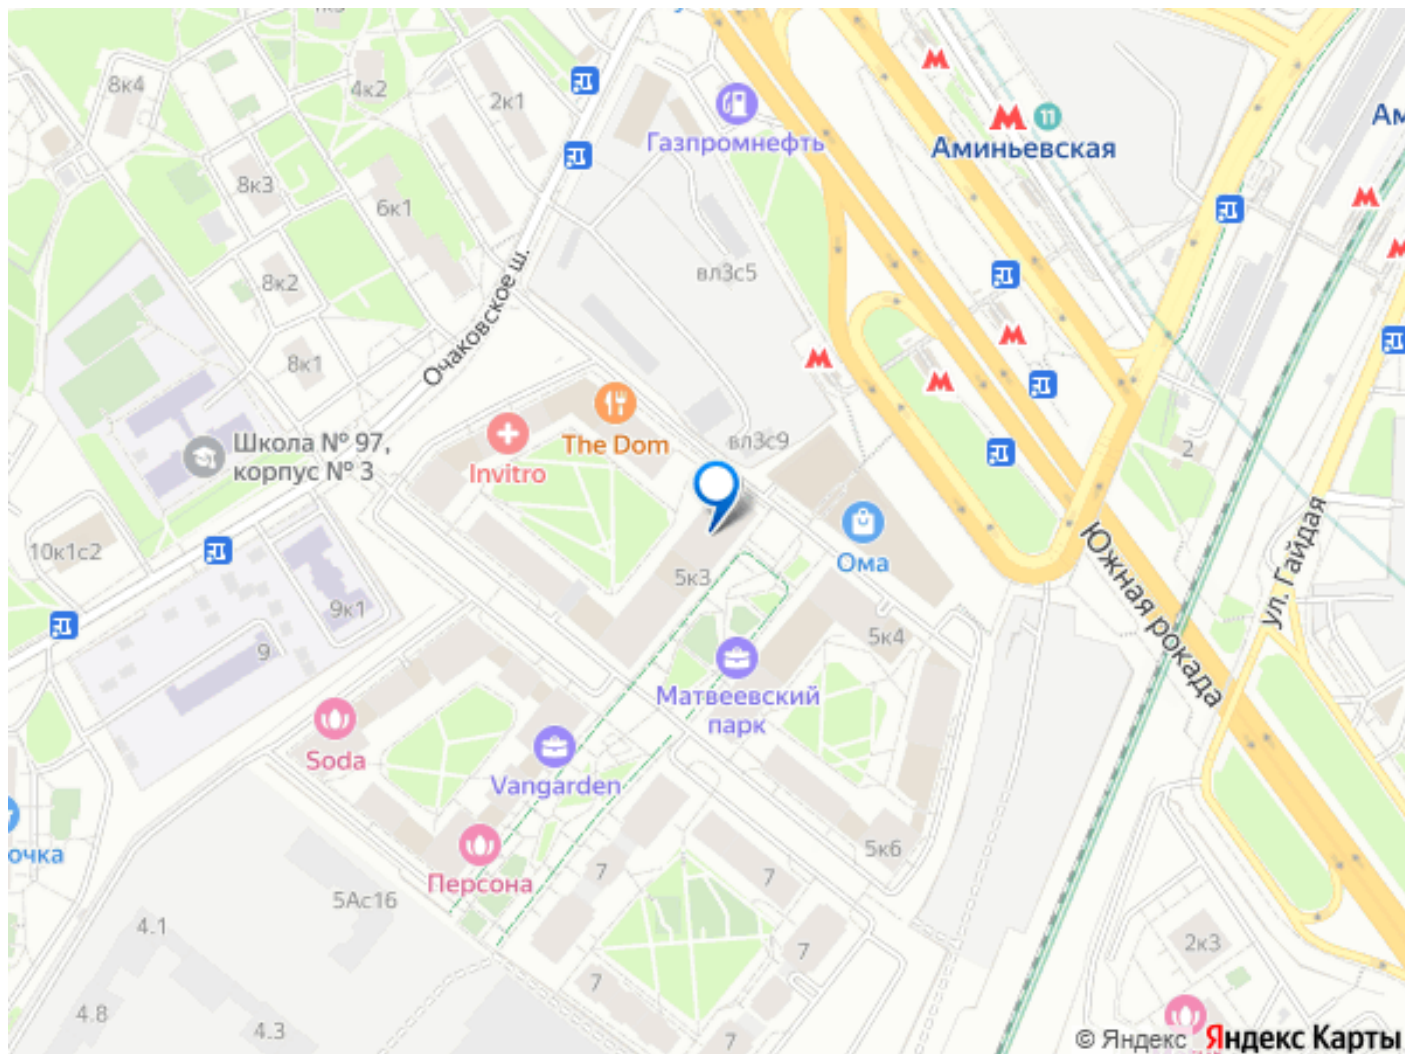 8к4
4к2
2к1
Газпромнефть
11
Аминьевская
8к3
6к1
8к2
вл3с5
Очаковское ш.
8к1
Школа № 97,
корпус № 3
The Dom
Invitro
вл3с9
2
Ома
10к1с2
5к3
9к1
9
5к4
Южная рокада
ул. Гайдая
Матвеевский
парк
Soda
Vangarden
очка
Персона
5к6
7
7
5Ас16
4.1
7
7
2к3
4.8
4.3
7
© Яндекс Яндекс Карты